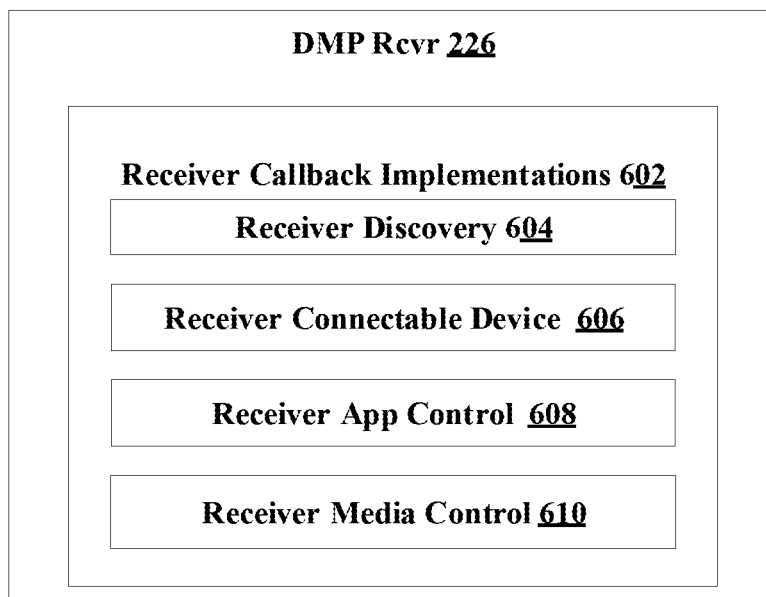 DMP Rcvr 226
Receiver Callback Implementations 602
Receiver Discovery 604
Receiver Connectable Device 606
Receiver App Control 608
Receiver Media Control 610